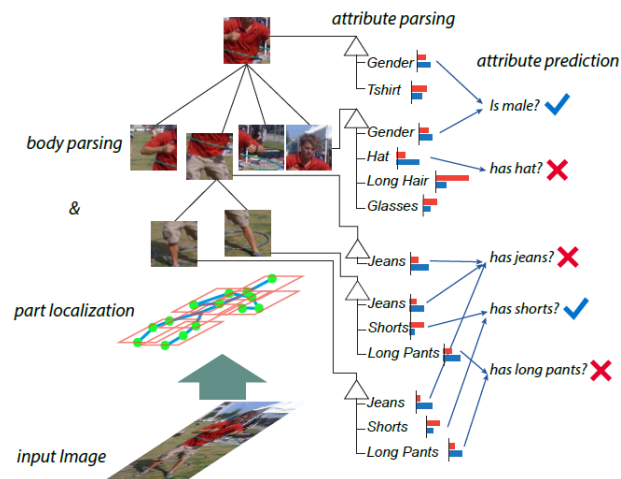 attribute parsing
Gender
Tshirt
attribute prediction
Is male?
body parsing
Gender
Hat
has hat?
Long Hair
Glasses
&
Jeans
has jeans?
part localization
Jeans
Shorts
has shorts?
Long Pants
has long pants?
Jeans
Shorts
Long Pants
input Image